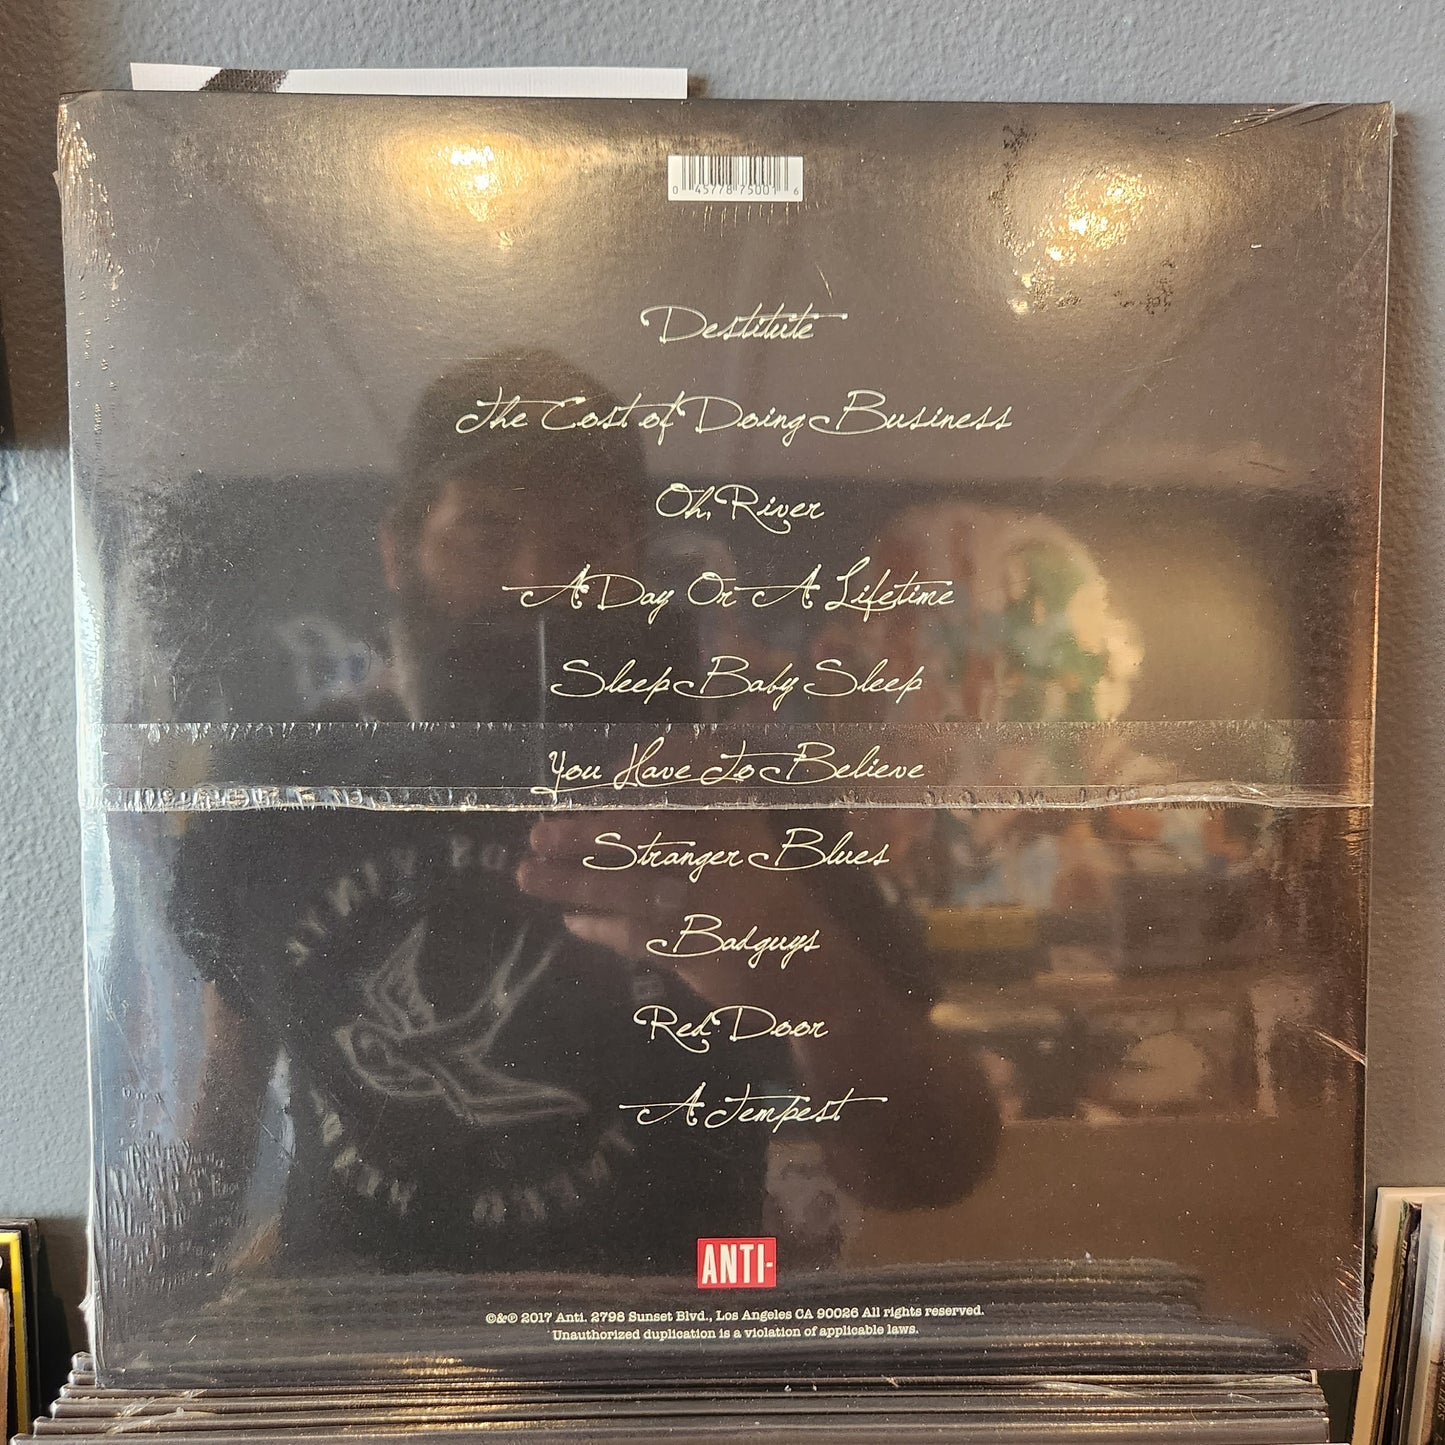 0 45778 75001 6
Destitute
The Cost of Doing Business
Oh, River
A Day Or A Lifetime
Sleep Baby Sleep
You Have To Believe
Stranger Blues
Badguys
Red Door
A Tempest
ANTI-
©&℗ 2017 Anti. 2798 Sunset Blvd., Los Angeles CA 90026 All rights reserved.
Unauthorized duplication is a violation of applicable laws.